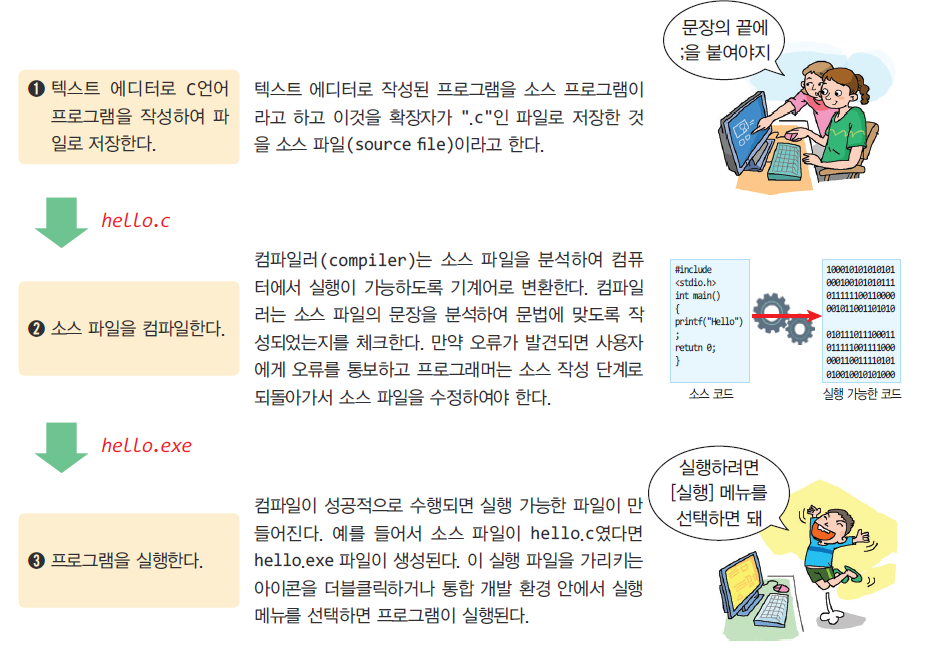 문장의 끝에
;을 붙여야지
❶ 텍스트 에디터로 C언어
프로그램을 작성하여 파
일로 저장한다.
텍스트 에디터로 작성된 프로그램을 소스 프로그램이
라고 하고 이것을 확장자가 ".c"인 파일로 저장한 것
을 소스 파일(source file)이라고 한다.
hello.c
❷ 소스 파일을 컴파일한다.
컴파일러(compiler)는 소스 파일을 분석하여 컴퓨
터에서 실행이 가능하도록 기계어로 변환한다. 컴파일
러는 소스 파일의 문장을 분석하여 문법에 맞도록 작
성되었는지를 체크한다. 만약 오류가 발견되면 사용자
에게 오류를 통보하고 프로그래머는 소스 작성 단계로
되돌아가서 소스 파일을 수정하여야 한다.
#include
<stdio.h>
int main()
{
printf("Hello")
;
retutn 0;
}
소스 코드
100010101010101
000100101010111
011111100110000
001011001101010
010111011100011
011111001111000
000110011110101
010010010101000
실행 가능한 코드
hello.exe
❸ 프로그램을 실행한다.
컴파일이 성공적으로 수행되면 실행 가능한 파일이 만
들어진다. 예를 들어서 소스 파일이 hello.c였다면
hello.exe 파일이 생성된다. 이 실행 파일을 가리키는
아이콘을 더블클릭하거나 통합 개발 환경 안에서 실행
메뉴를 선택하면 프로그램이 실행된다.
실행하려면
[실행] 메뉴를
선택하면 돼